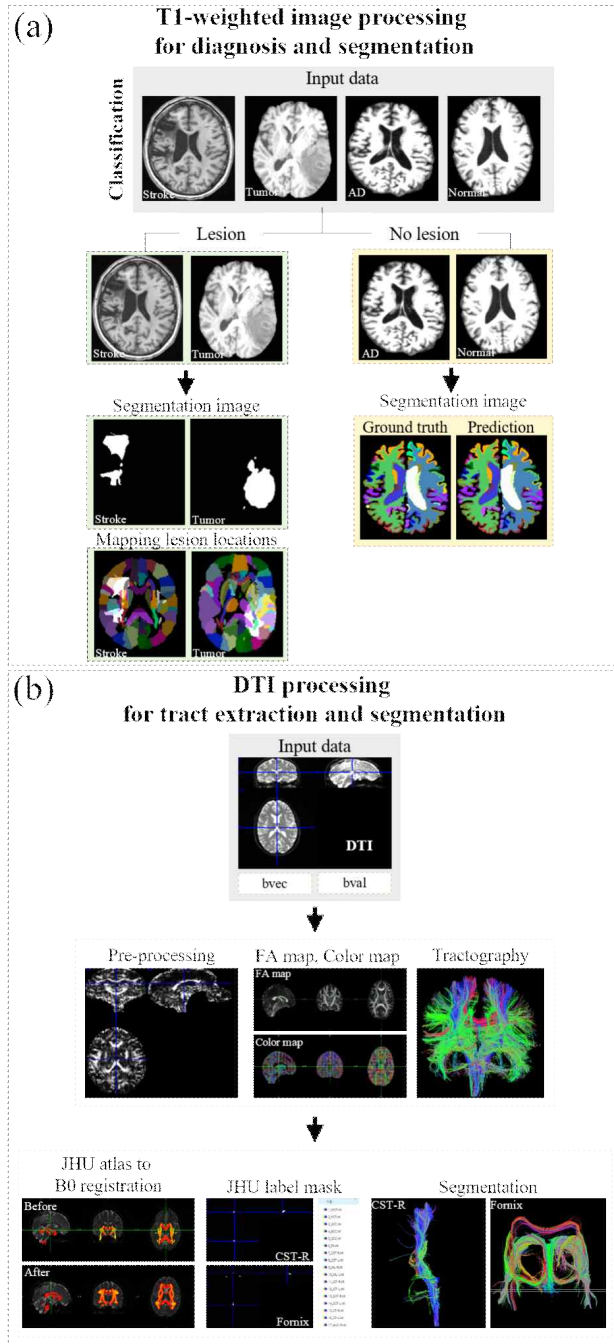 (a)
T1-weighted image processing
for diagnosis and segmentation
Classification
Input data
Stroke
Tumor
AD
Normal
Lesion
No lesion
Stroke
Tumor
AD
Normal
Segmentation image
Segmentation image
Ground truth
Prediction
Stroke
Tumor
Mapping lesion locations
Stroke
Tumor
(b)
DTI processing
for tract extraction and segmentation
Input data
DTI
bvec
bval
Pre-processing
FA map, Color map
Tractography
FA map
Color map
JHU atlas to
B0 registration
JHU label mask
Segmentation
Before
After
CST-R
Fornix
CST-R
Fornix